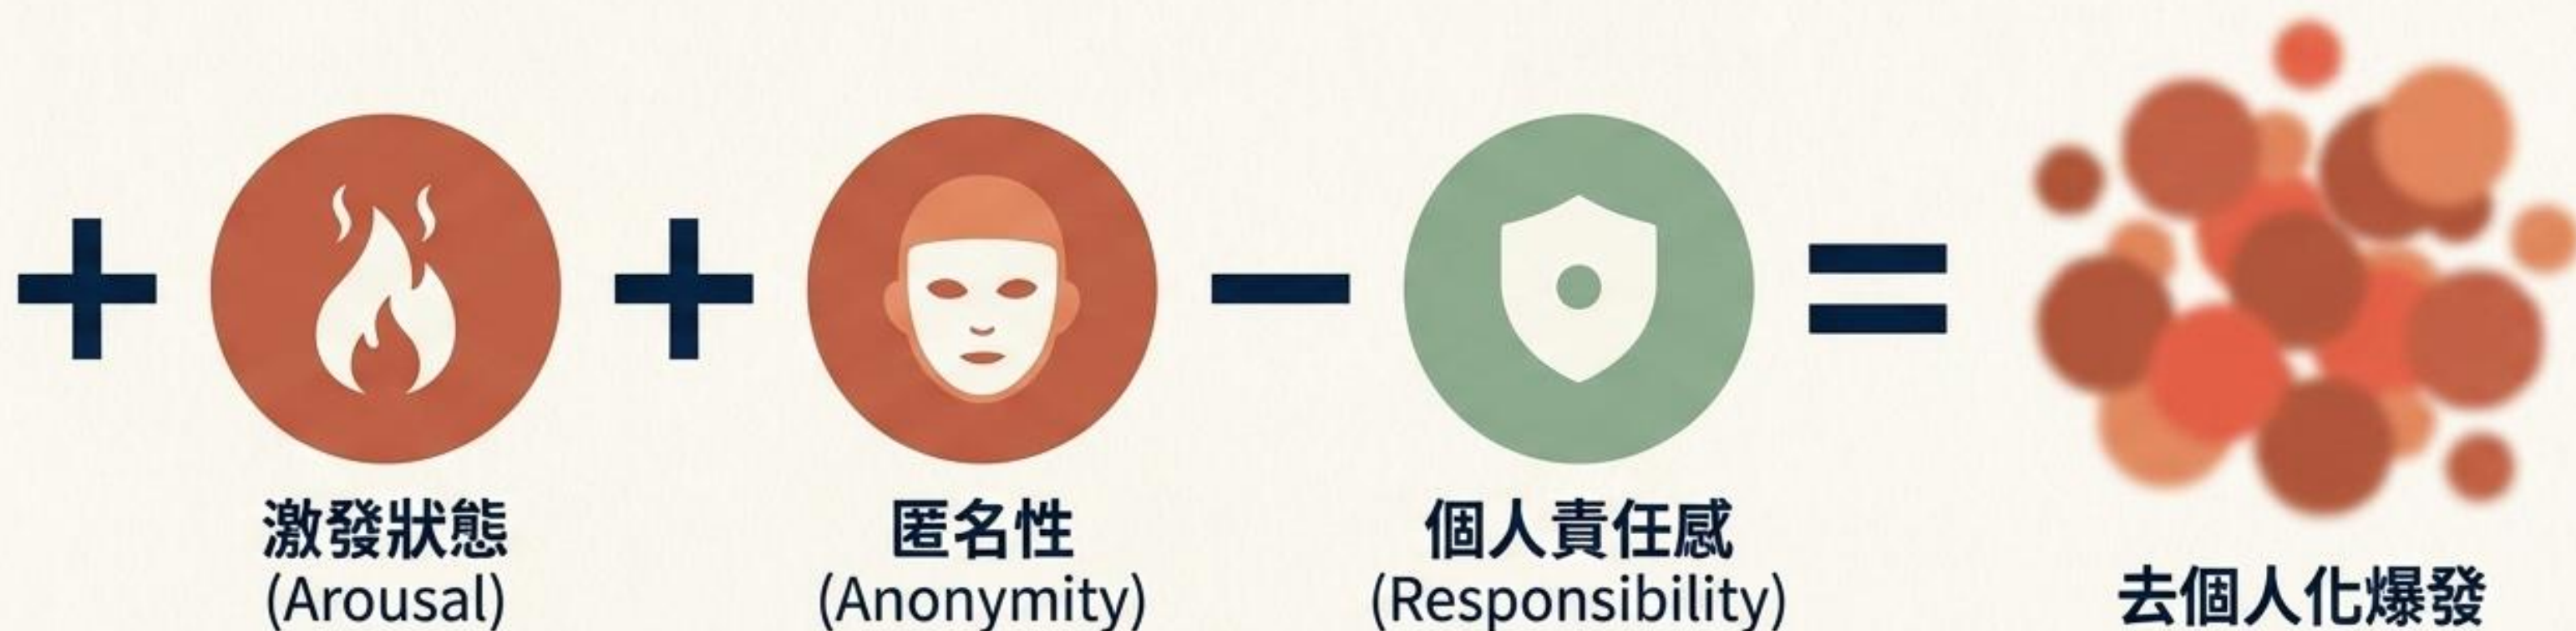 + + − =
激發狀態
(Arousal)
匿名性
(Anonymity)
個人責任感
(Responsibility)
去個人化爆發